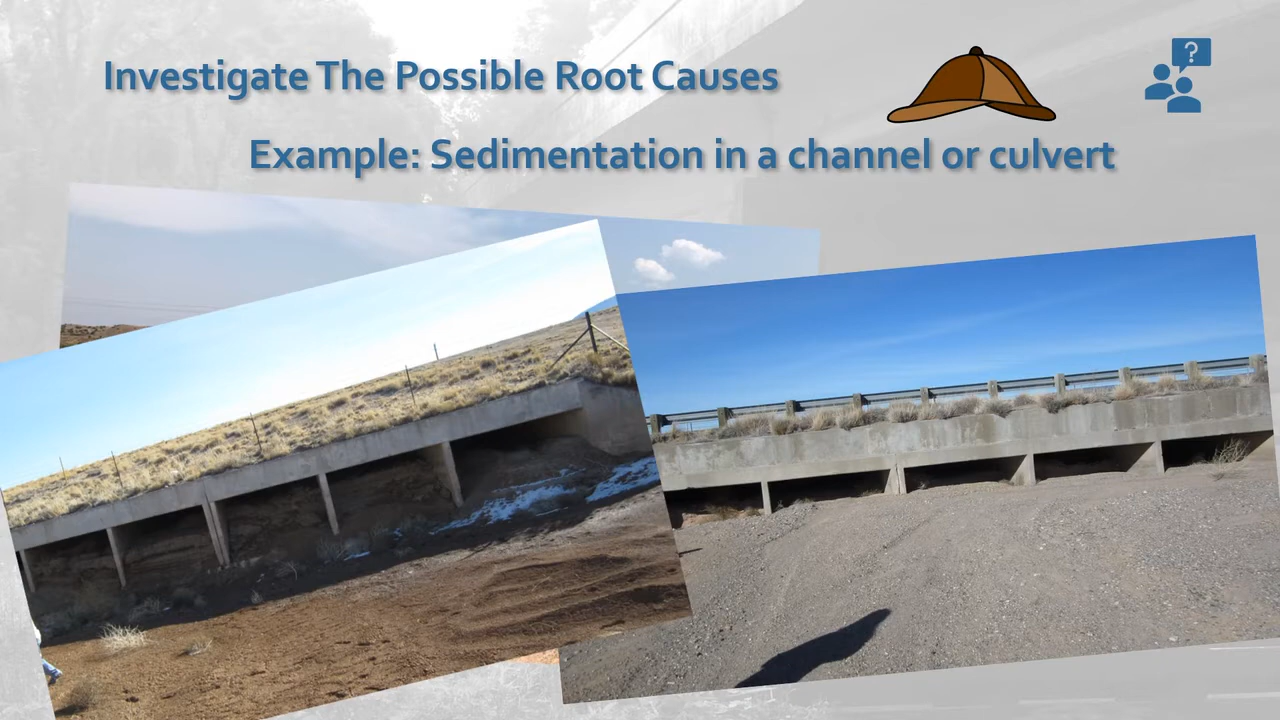 Investigate The Possible Root Causes
?
Example: Sedimentation in a channel or culvert